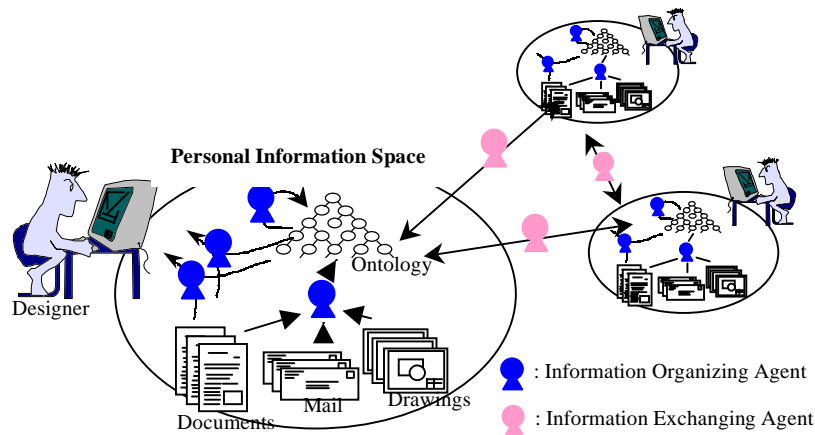 Personal Information Space
Ontology
Designer
Documents
Mail
Drawings
: Information Organizing Agent
: Information Exchanging Agent